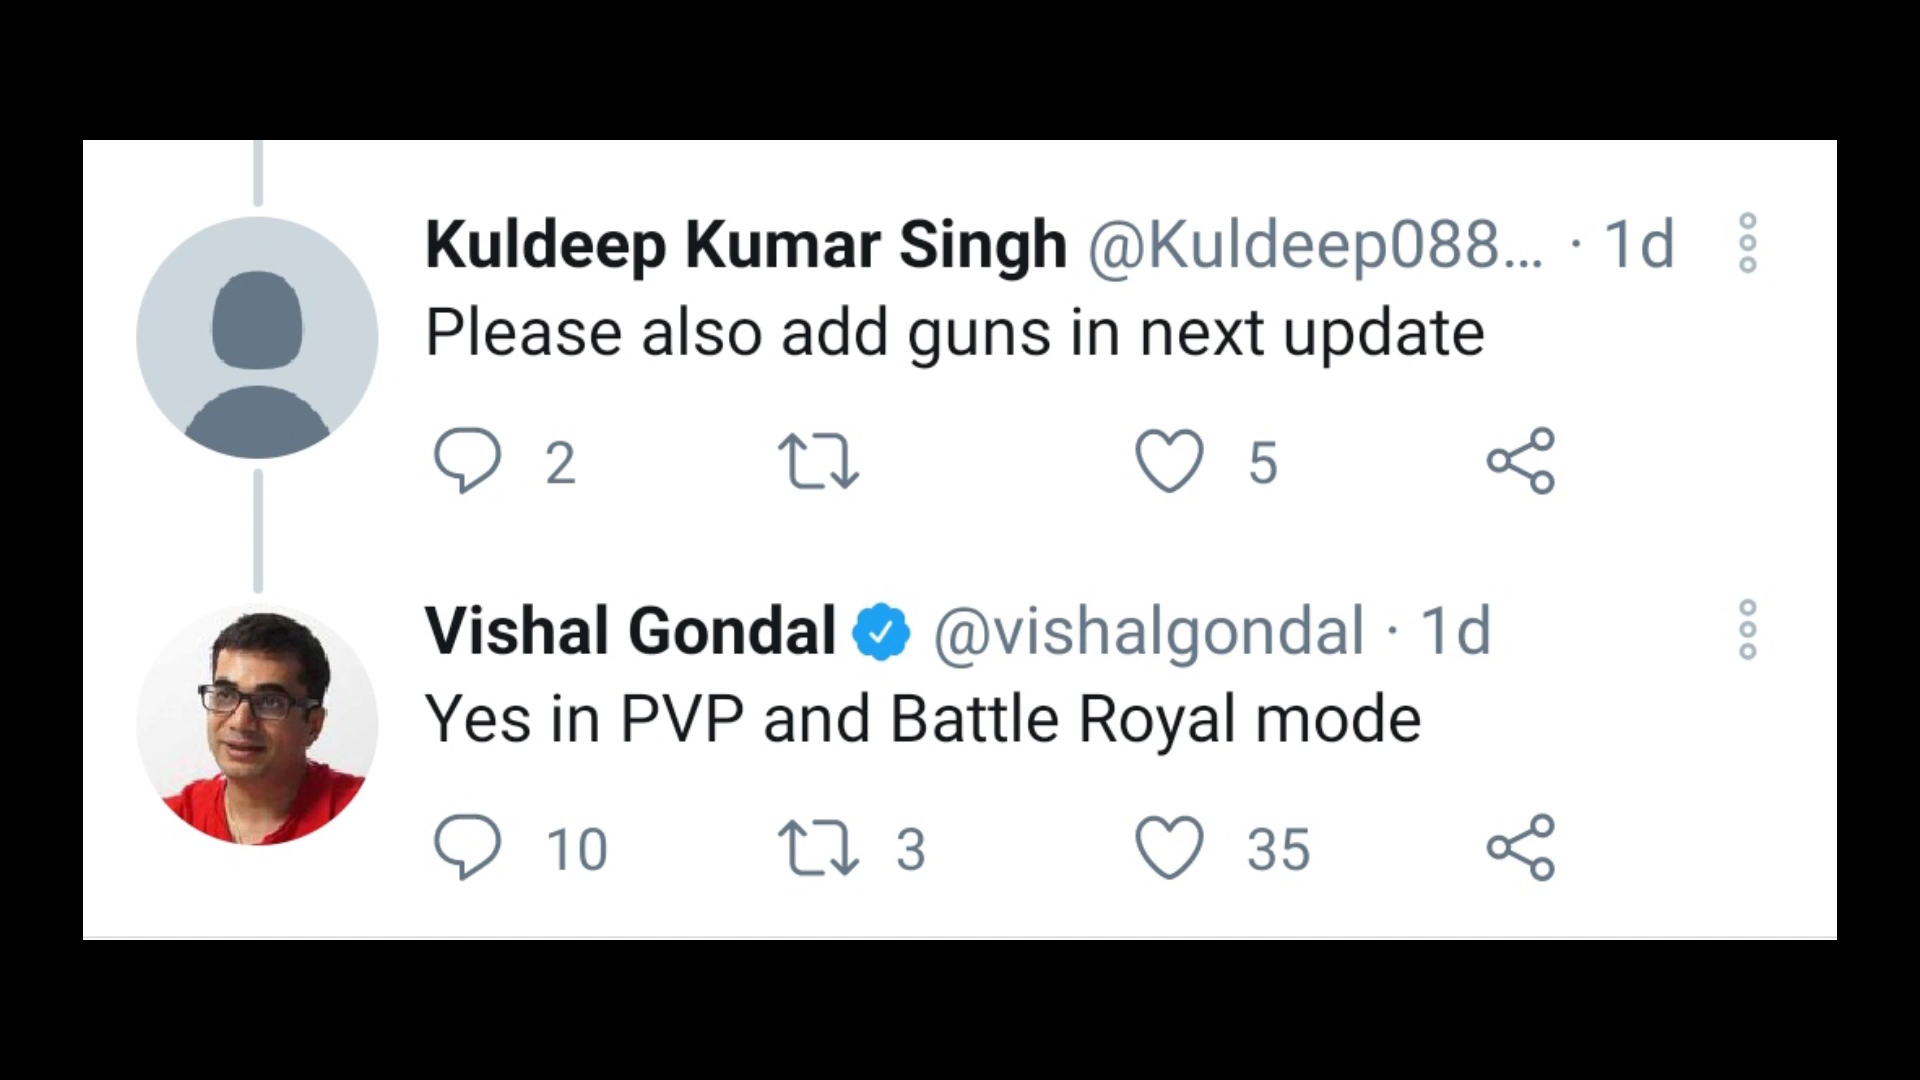 Kuldeep Kumar Singh @Kuldeep088... · 1d
Please also add guns in next update
2 5
Vishal Gondal @vishalgondal · 1d
Yes in PVP and Battle Royal mode
10 3 35